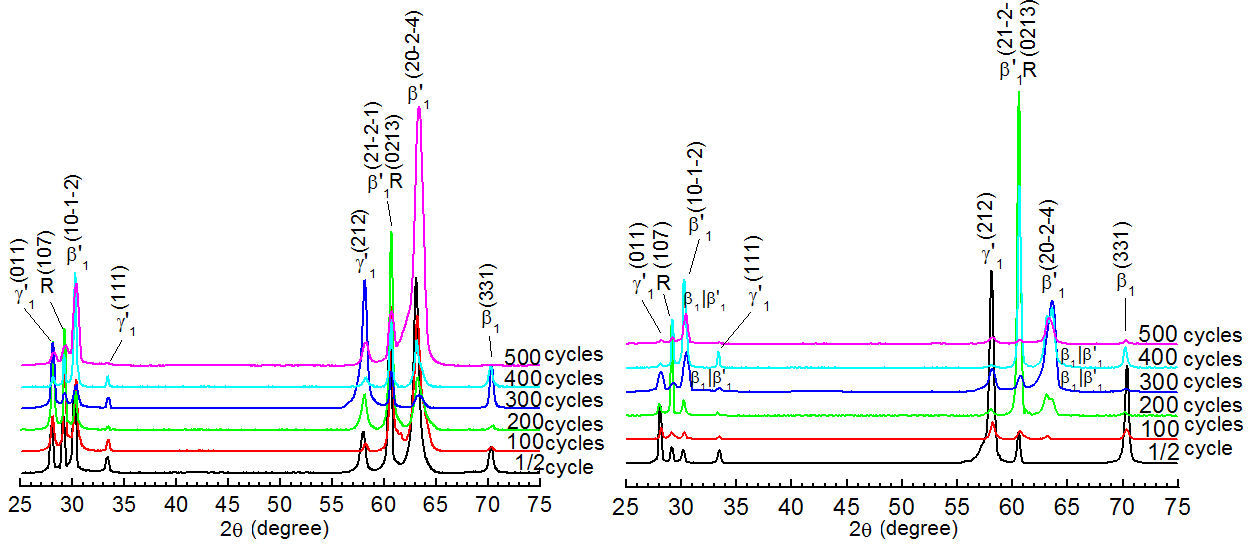 γ'₁(011)
R(107)
β'₁(10-1-2)
γ'₁(111)
γ'₁(212)
β'₁(21-2-1)
R(0213)
β'₁(20-2-4)
β₁(331)
500 cycles
400 cycles
300 cycles
200 cycles
100 cycles
1/2 cycle
25 30 35 40 45 50 55 60 65 70 75
2θ (degree)
γ'₁(011)
R(107)
β'₁(10-1-2)
β₁|β'₁
γ'₁(111)
β₁|β'₁
γ'₁(212)
β'₁(21-2-
R(0213)
β'₁(20-2-4)
β₁(331)
β₁|β'₁
β₁|β'₁
500 cycles
400 cycles
300 cycles
200 cycles
100 cycles
1/2 cycle
25 30 35 40 45 50 55 60 65 70 75
2θ (degree)